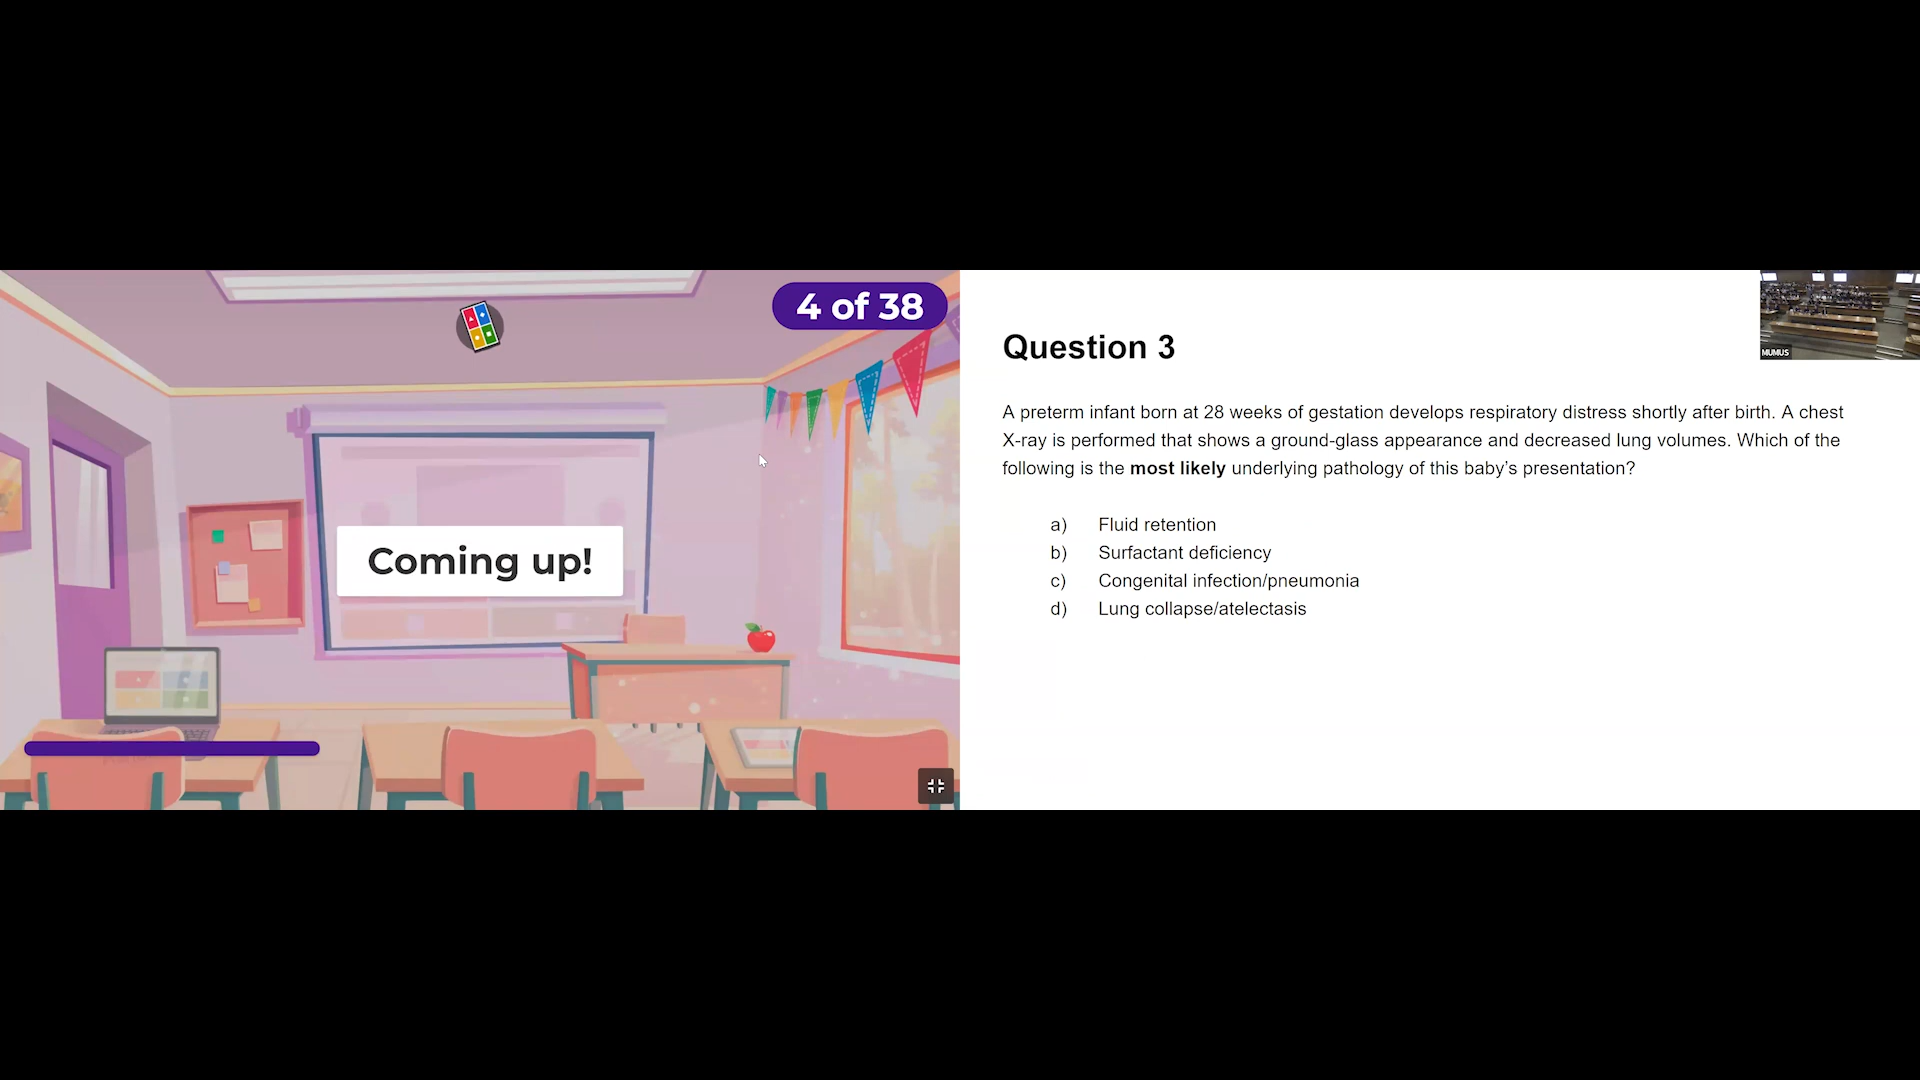 4 of 38
Coming up!
MUMUS
Question 3
A preterm infant born at 28 weeks of gestation develops respiratory distress shortly after birth. A chest
X-ray is performed that shows a ground-glass appearance and decreased lung volumes. Which of the
following is the most likely underlying pathology of this baby’s presentation?
a) Fluid retention
b) Surfactant deficiency
c) Congenital infection/pneumonia
d) Lung collapse/atelectasis